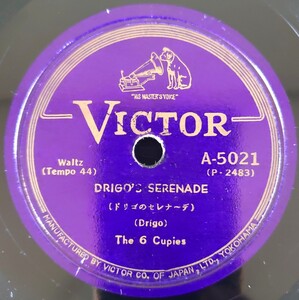 "HIS MASTER'S VOICE"
VICTOR
Waltz
(Tempo 44)
A-5021
(P-2483)
DRIGO'S SERENADE
(ドリゴのセレナーデ)
(Drigo)
The 6 Cupies
MANUFACTURED BY VICTOR CO. OF JAPAN, LTD., YOKOHAMA